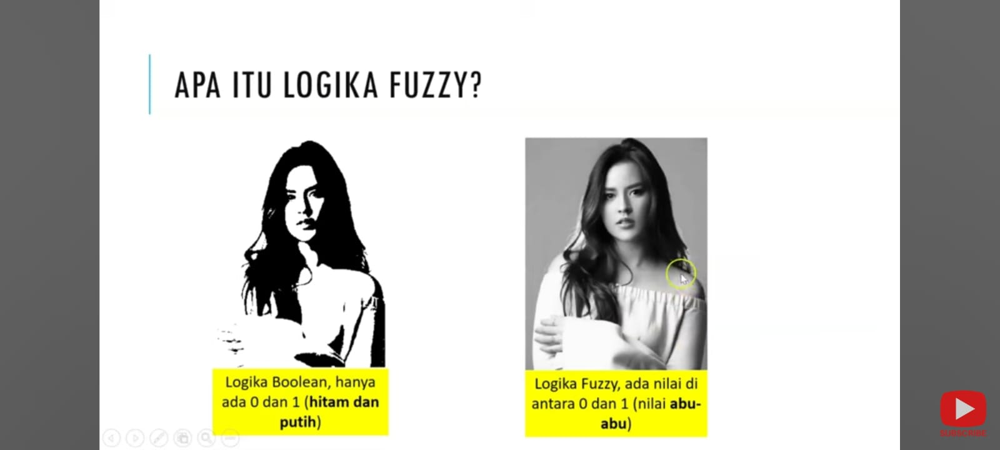 APA ITU LOGIKA FUZZY?
Logika Boolean, hanya
ada 0 dan 1 (hitam dan
putih)
Logika Fuzzy, ada nilai di
antara 0 dan 1 (nilai abu-
abu)
SUBSCRIBE